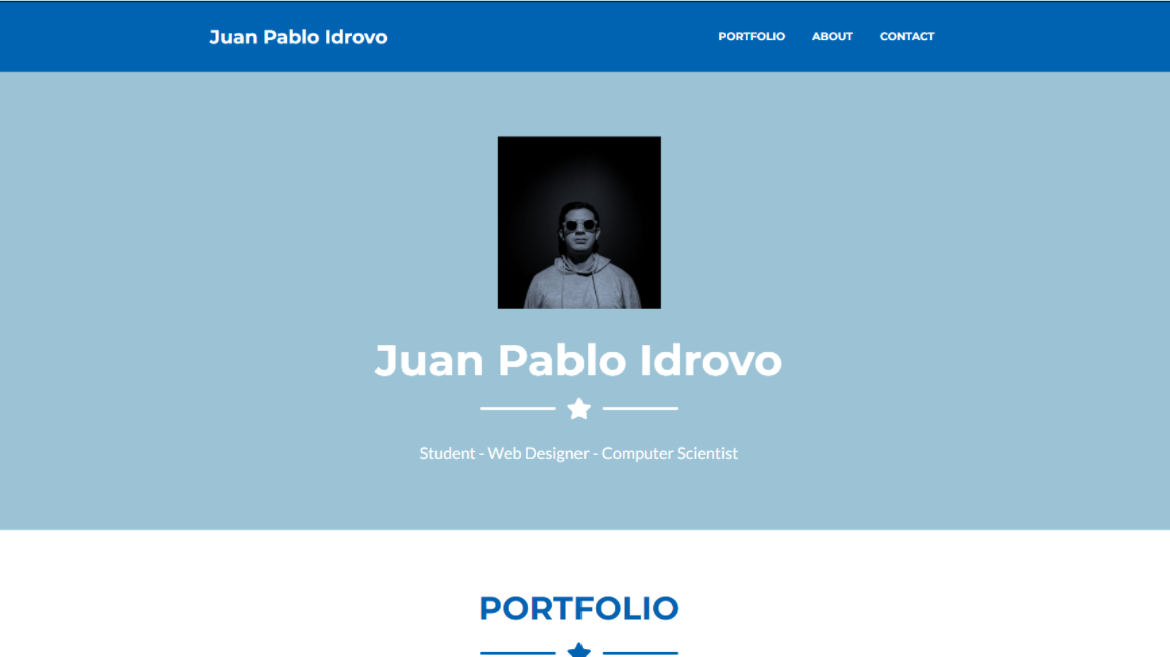 Juan Pablo Idrovo
PORTFOLIO ABOUT CONTACT
Juan Pablo Idrovo
Student - Web Designer - Computer Scientist
PORTFOLIO